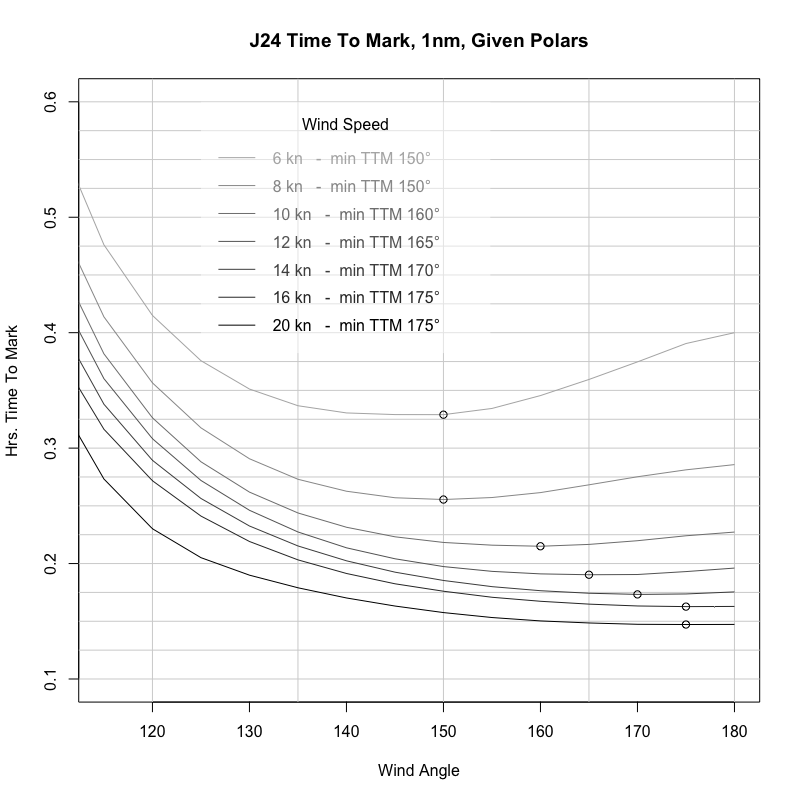 J24 Time To Mark, 1nm, Given Polars
Wind Speed
6 kn - min TTM 150°
8 kn - min TTM 150°
10 kn - min TTM 160°
12 kn - min TTM 165°
14 kn - min TTM 170°
16 kn - min TTM 175°
20 kn - min TTM 175°
Hrs. Time To Mark
0.6
0.5
0.4
0.3
0.2
0.1
120 130 140 150 160 170 180
Wind Angle